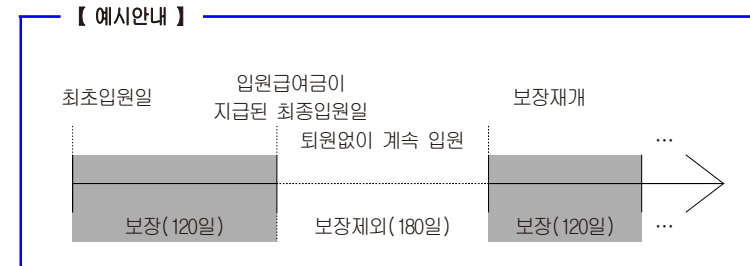 【 예시안내 】
최초입원일
입원급여금이
지급된 최종입원일
보장재개
퇴원없이 계속 입원
…
보장(120일)
보장제외(180일)
보장(120일)
…